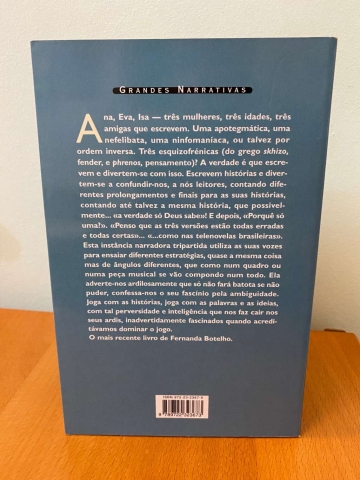 GRANDES NARRATIVAS
Ana, Eva, Isa — três mulheres, três idades, três
amigas que escrevem. Uma apotegmática, uma
nefelibata, uma ninfomaníaca, ou talvez por
ordem inversa. Três esquizofrénicas (do grego skhizo,
fender, e phrenos, pensamento)? A verdade é que escre-
vem e divertem-se com isso. Escrevem histórias e diver-
tem-se a confundir-nos, a nós leitores, contando diferen-
prolongamentos e finais para as suas histórias,
contando até talvez a mesma história, que possivel-
mente... «a verdade só Deus sabe»! E depois, «Porquê só
uma?». «Penso que as três versões estão todas erradas
e todas certas»... «...como nas telenovelas brasileiras».
Esta instância narradora tripartida utiliza as suas vozes
para ensaiar diferentes estratégias, quase a mesma coisa
mas de ângulos diferentes, que como num quadro ou
numa peça musical se vão compondo num todo. Ela
adverte-nos ardilosamente que só não fará batota se não
puder, confessa-nos o seu fascínio pela ambiguidade.
Joga com as histórias, joga com as palavras e as ideias,
com tal perversidade e inteligência que nos faz cair nos
seus ardis, inadvertidamente fascinados quando acredi-
távamos dominar o jogo.
O mais recente livro de Fernanda Botelho.